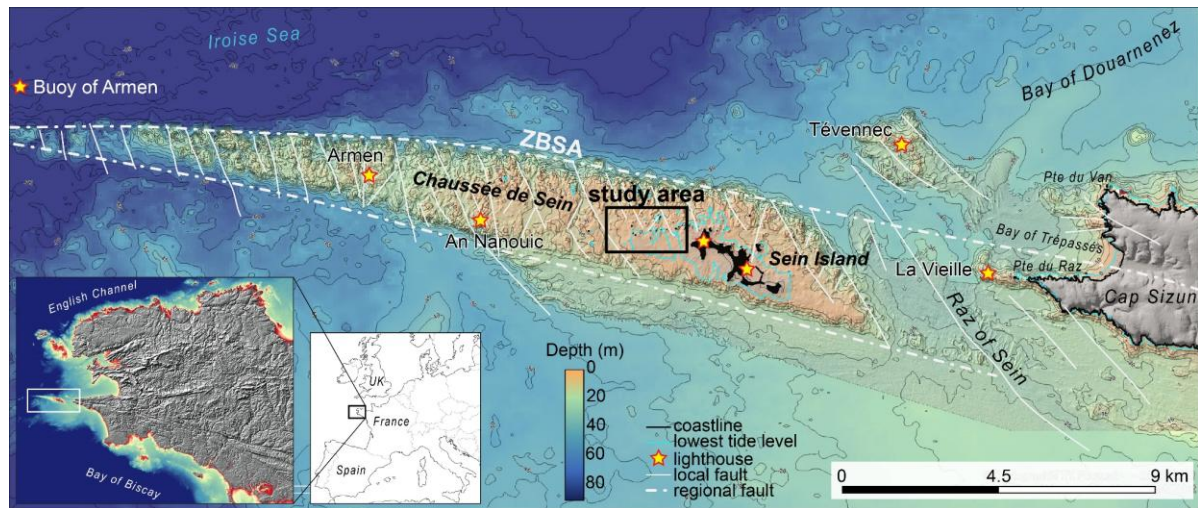 Iroise Sea
Buoy of Armen
Bay of Douarnenez
Tévennec
ZBSA
Armen
Chaussée de Sein
study area
Pte du Van
Bay of Trépassés
An Nanouic
Sein Island
La Vieille
Pte du Raz
Cap Sizun
Raz of Sein
English Channel
Bay of Biscay
UK
France
Spain
Depth (m)
0
20
40
60
80
coastline
lowest tide level
lighthouse
local fault
regional fault
0 4.5 9 km